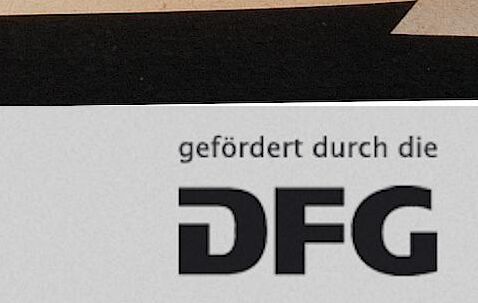 gefördert durch die
DFG